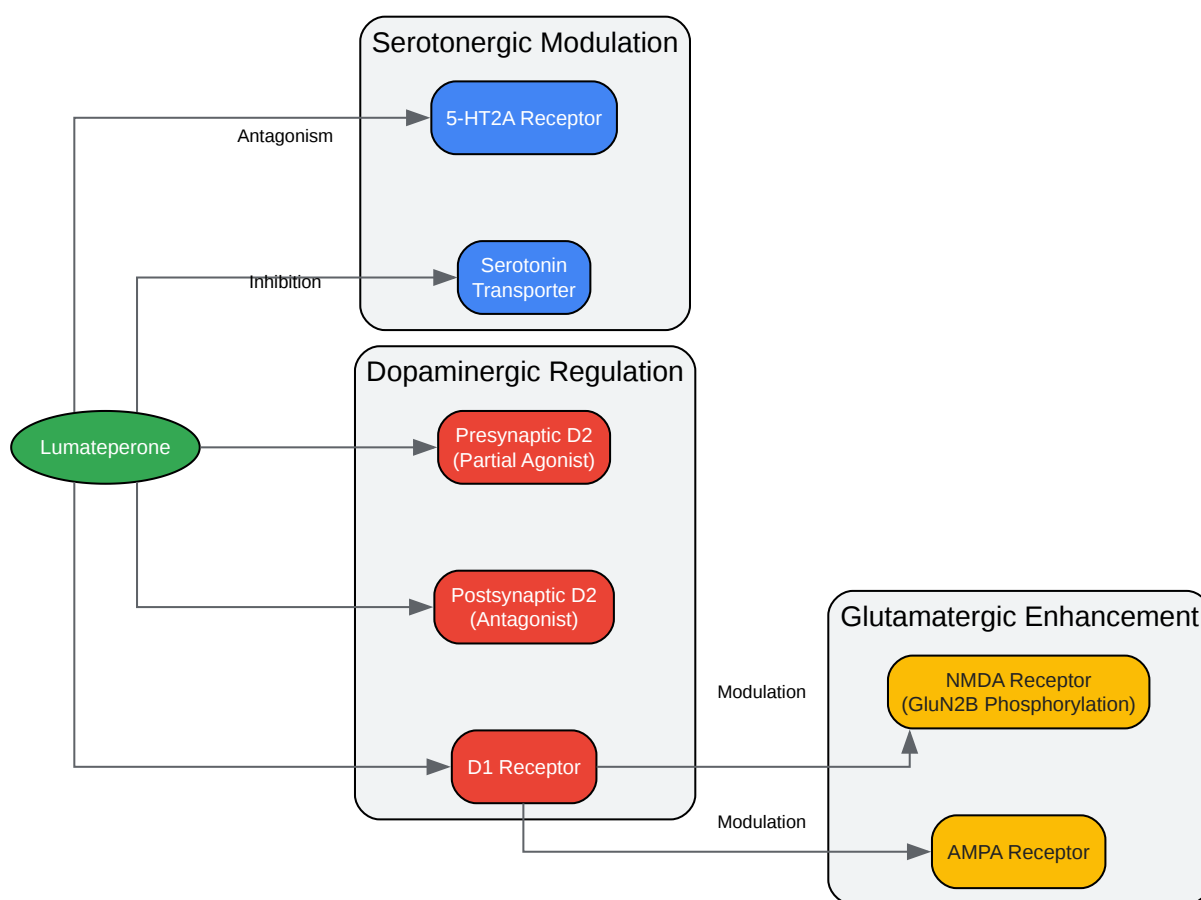 Serotonergic Modulation
5-HT2A Receptor
Antagonism
Serotonin
Transporter
Inhibition
Dopaminergic Regulation
Lumateperone
Presynaptic D2
(Partial Agonist)
Postsynaptic D2
(Antagonist)
D1 Receptor
Glutamatergic Enhancement
Modulation
NMDA Receptor
(GluN2B Phosphorylation)
Modulation
AMPA Receptor